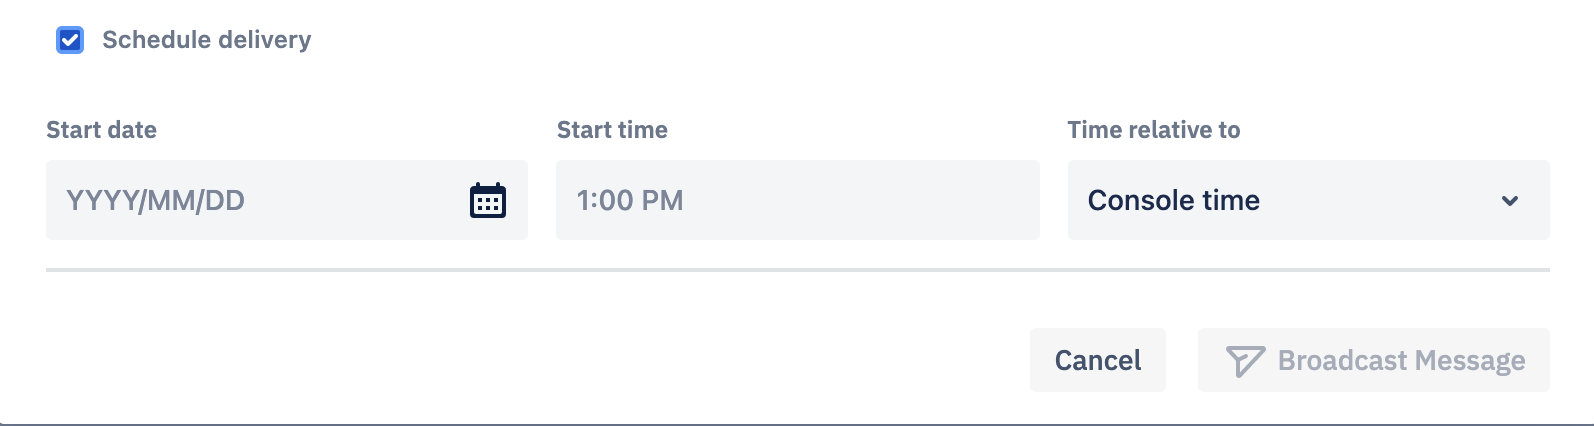 Schedule delivery
Start date
Start time
Time relative to
YYYY/MM/DD
1:00 PM
Console time
Cancel
Broadcast Message